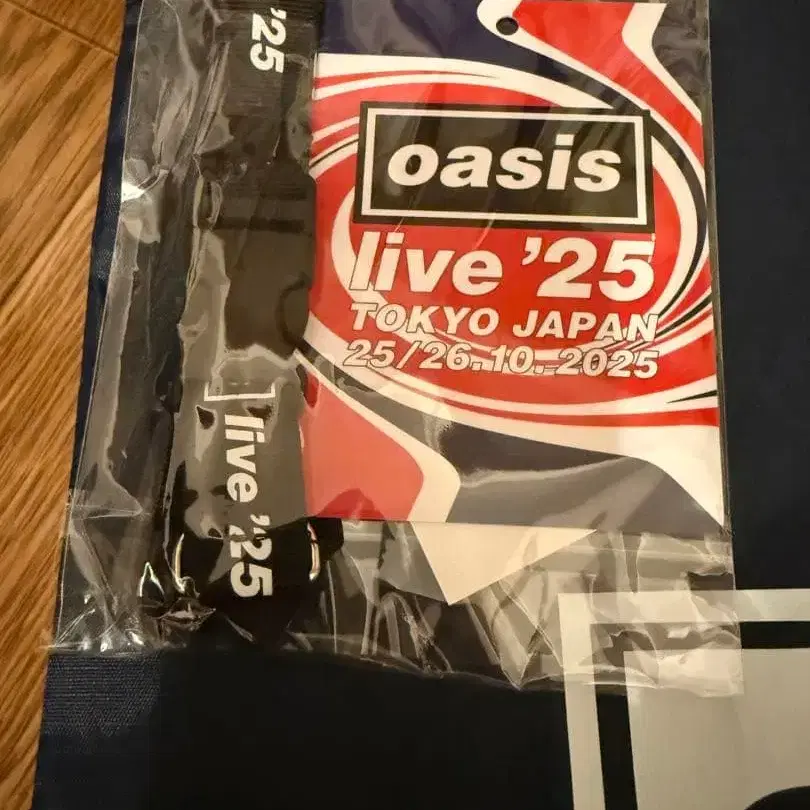 '25
oasis
live '25
TOKYO JAPAN
25/26.10.2025
live '25